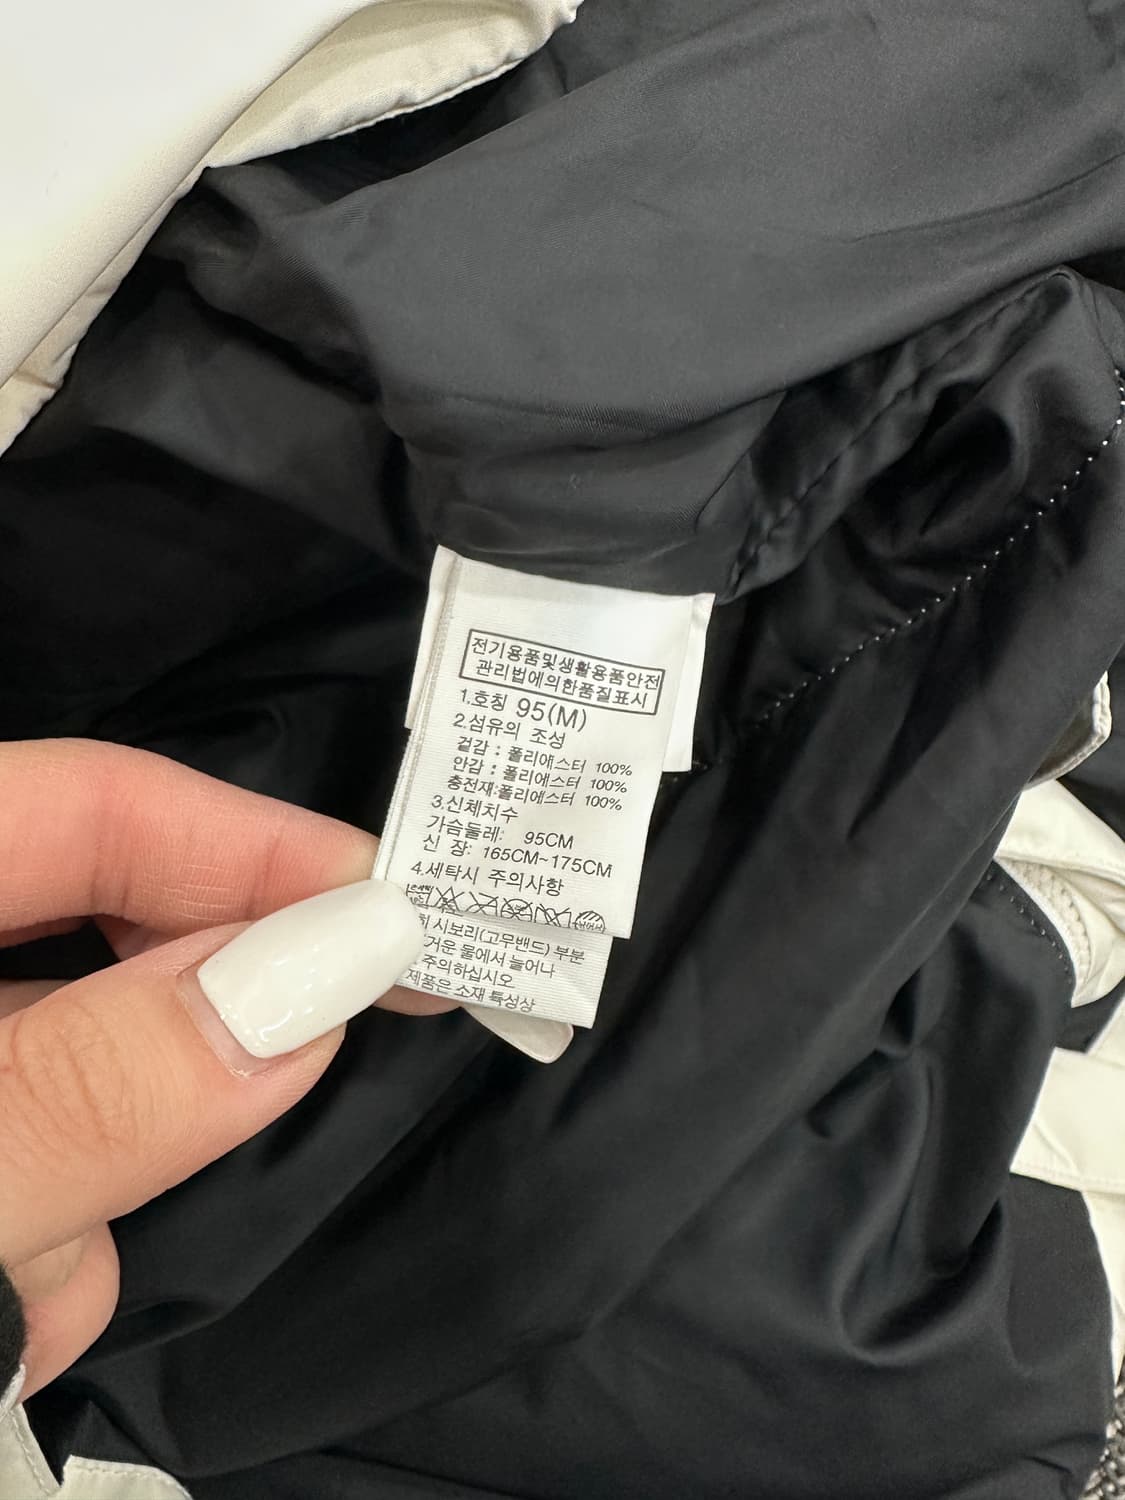 전기용품및생활용품안전
관리법에의한품질표시
1.호칭 95(M)
2.섬유의 조성
겉감 : 폴리에스터 100%
안감 : 폴리에스터 100%
충전재:폴리에스터 100%
3.신체치수
가슴둘레: 95CM
신 장: 165CM~175CM
4.세탁시 주의사항
시보리(고무밴드) 부분
거운 물에서 늘어나
주의하십시오
제품은 소재 특성상